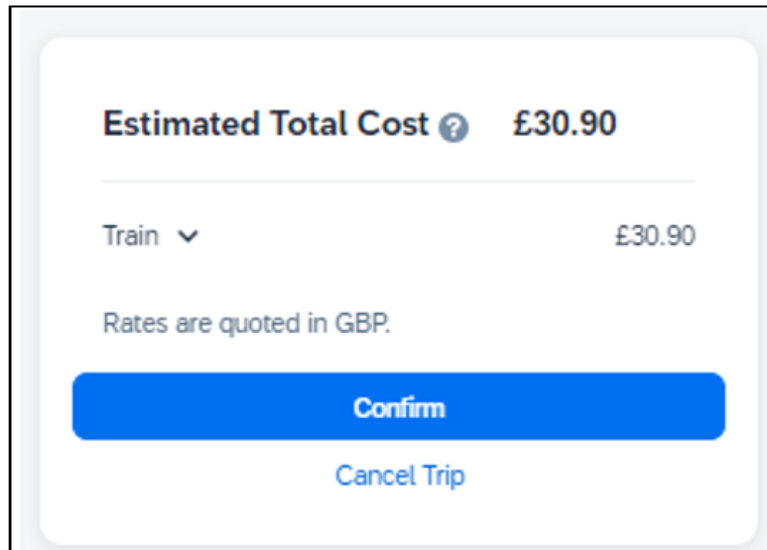 Estimated Total Cost ? £30.90
Train £30.90
Rates are quoted in GBP.
Confirm
Cancel Trip